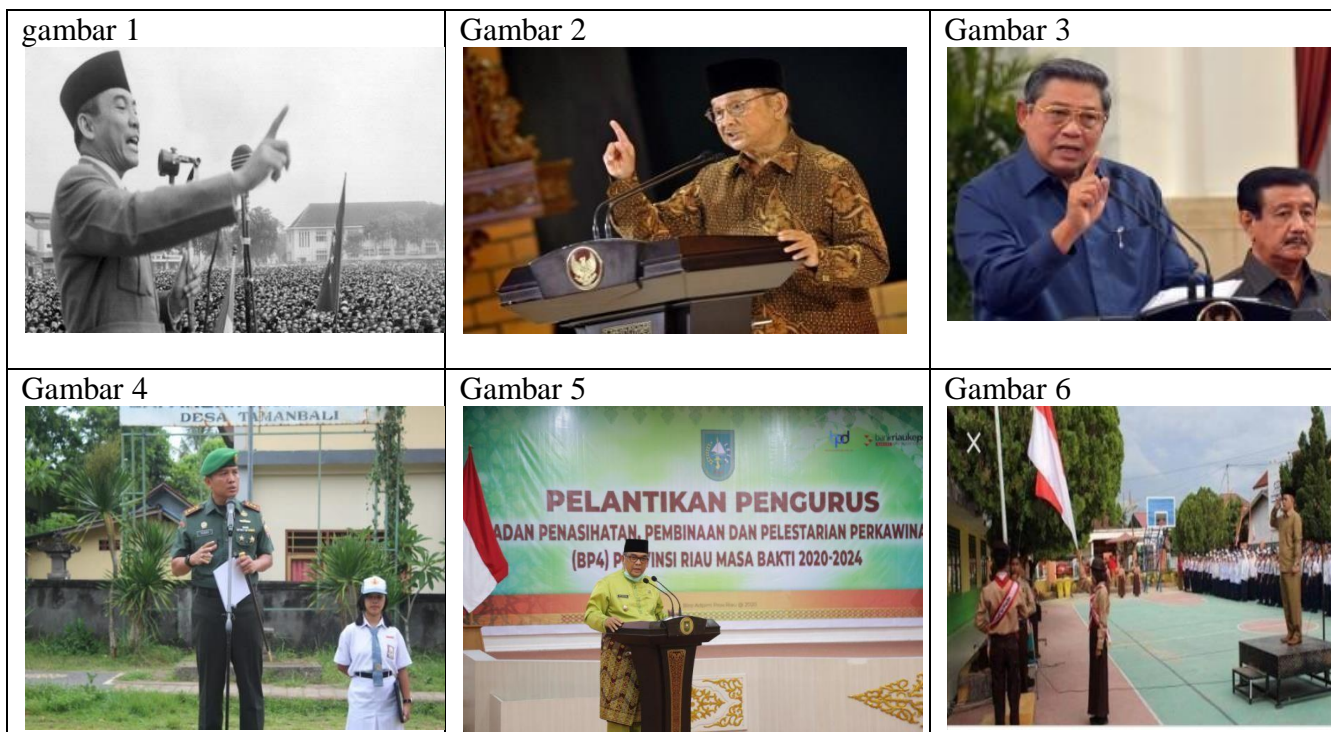 gambar 1
Gambar 2
Gambar 3
Gambar 4
DESA TAMANBALI
Gambar 5
PELANTIKAN PENGURUS
ADAN PENASIHATAN, PEMBINAAN DAN PELESTARIAN PERKAWINA
(BP4) P INSI RIAU MASA BAKTI 2020-2024
Gambar 6